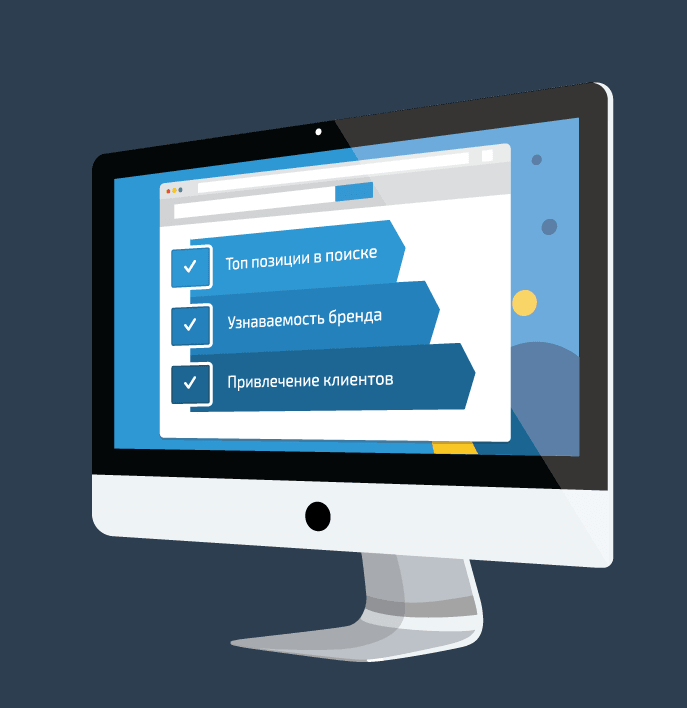 Топ позиции в поиске
Узнаваемость бренда
Привлечение клиентов